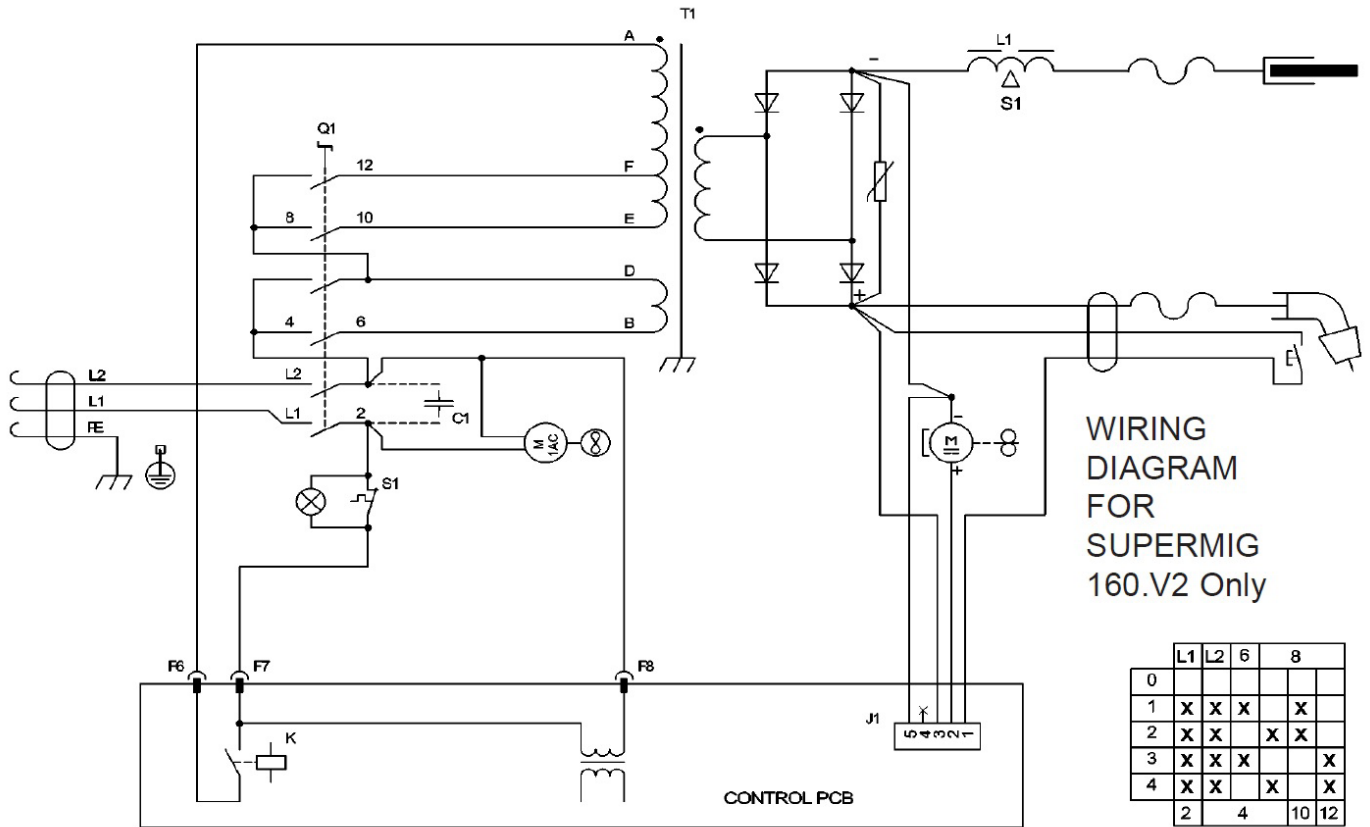 T1
A
L1
-
S1
Q1
12
F
8
10
E
D
+
4
6
B
L2
L2
L1
L1
2
C1
PE
M
1AC
-
M
+
S1
WIRING
DIAGRAM
FOR
SUPERMIG
160.V2 Only
F6
F7
F8
K
J1
5 4 3 2 1
CONTROL PCB
L1 L2 6 8
0
1 X X X X
2 X X X X
3 X X X X
4 X X X X
2 4 10 12